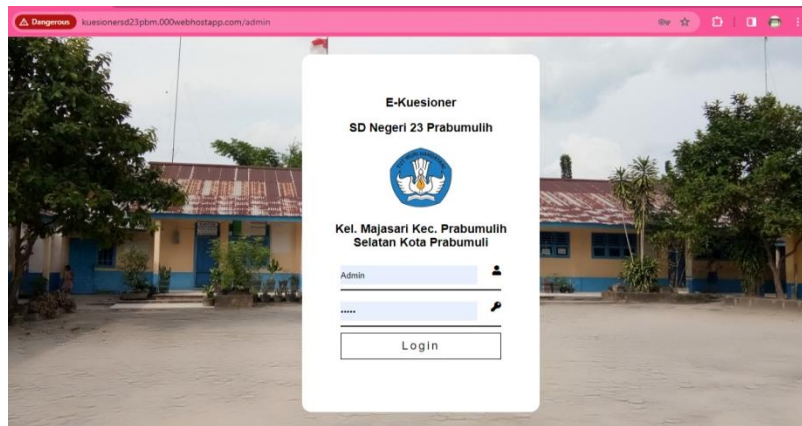 Dangerous
kuesionersd23pbm.000webhostapp.com/admin
E-Kuesioner
SD Negeri 23 Prabumulih
Kel. Majasari Kec. Prabumulih
Selatan Kota Prabumuli
Admin
•••••
Login